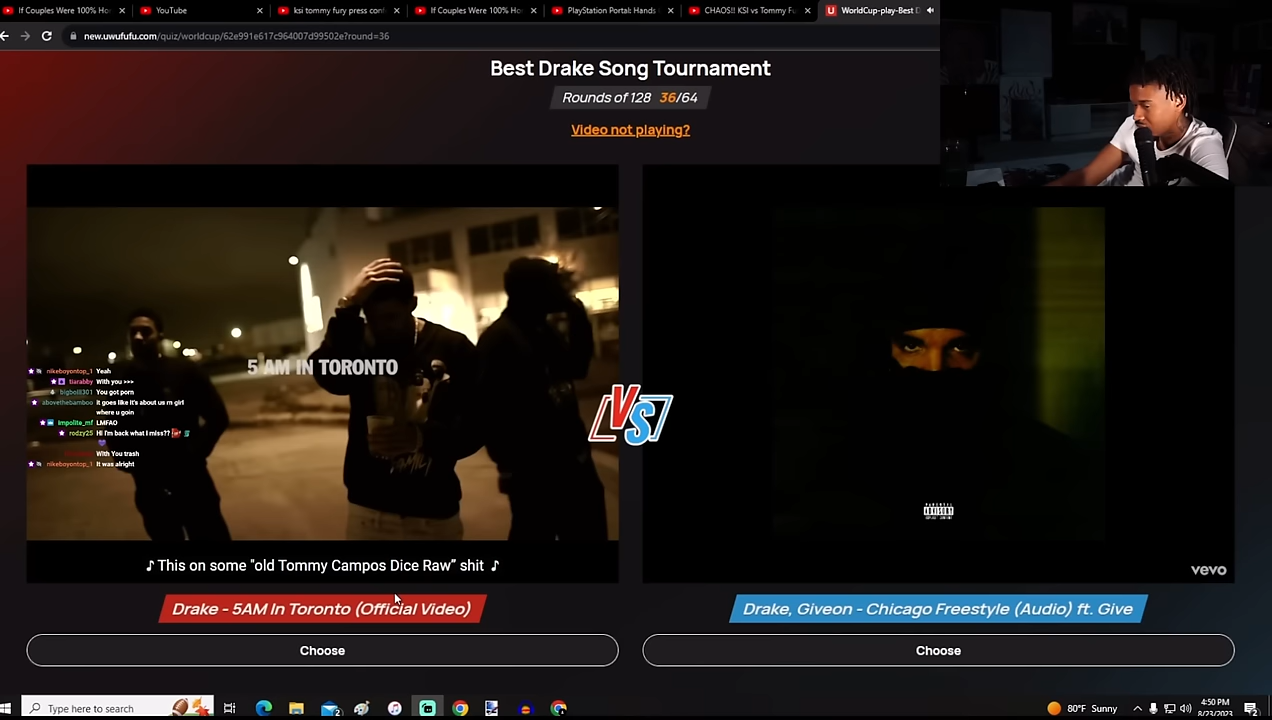 If Couples Were 100% Ho
YouTube
ksi tommy fury press conf
If Couples Were 100% Ho
PlayStation Portal: Hands
CHAOS!! KSI vs Tommy Fu
WorldCup-play-Best D
new.uwufufu.com/quiz/worldcup/62e991e617c964007d99502e?round=36
Best Drake Song Tournament
Rounds of 128 36/64
Video not playing?
5 AM IN TORONTO
nikeboyontop_1 Yeah
tiarabby With you >>>
bigboiii301 You got porn
abovethebamboo It goes like it's about us rn girl
where u goin
impolite_mf LMFAO
rodzy25 Hi I'm back what I miss??
With You trash
nikeboyontop_1 It was alright
VS
♪ This on some "old Tommy Campos Dice Raw" shit ♪
PARENTAL
ADVISORY
vevo
Drake - 5AM In Toronto (Official Video)
Drake, Giveon - Chicago Freestyle (Audio) ft. Give
Choose
Choose
Type here to search
80°F Sunny
4:50 PM
8/23/2023